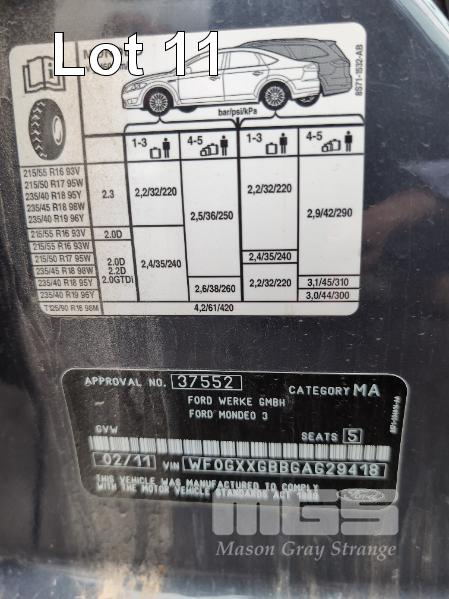 Lot 11
8S71-1532-AB
bar/psi/kPa
1-3 4-5 1-3 4-5
215/55 R16 93V
215/50 R17 95W
235/40 R18 95Y
235/45 R18 98W
235/40 R19 96Y
2.3 2,2/32/220 2,5/36/250 2,2/32/220 2,9/42/290
215/55 R16 93V 2.0D
215/55 R16 93V
215/50 R17 95W
235/45 R18 98W
235/40 R18 95Y
235/40 R19 96Y
2.0D
2.2D
2.0GTDi
2,4/35/240 2,4/35/240
2,6/38/260 2,2/32/220 3,1/45/310
3,0/44/300
T125/90 R16 98M 4,2/61/420
APPROVAL NO. 37552 CATEGORY MA
FORD WERKE GMBH
FORD MONDEO 3
GVW SEATS 5
02/11 VIN WF0GXXGBBGAG29418
THIS VEHICLE WAS MANUFACTURED TO COMPLY
WITH THE MOTOR VEHICLE STANDARDS ACT 1989
Ford
MGS
Mason Gray Strange